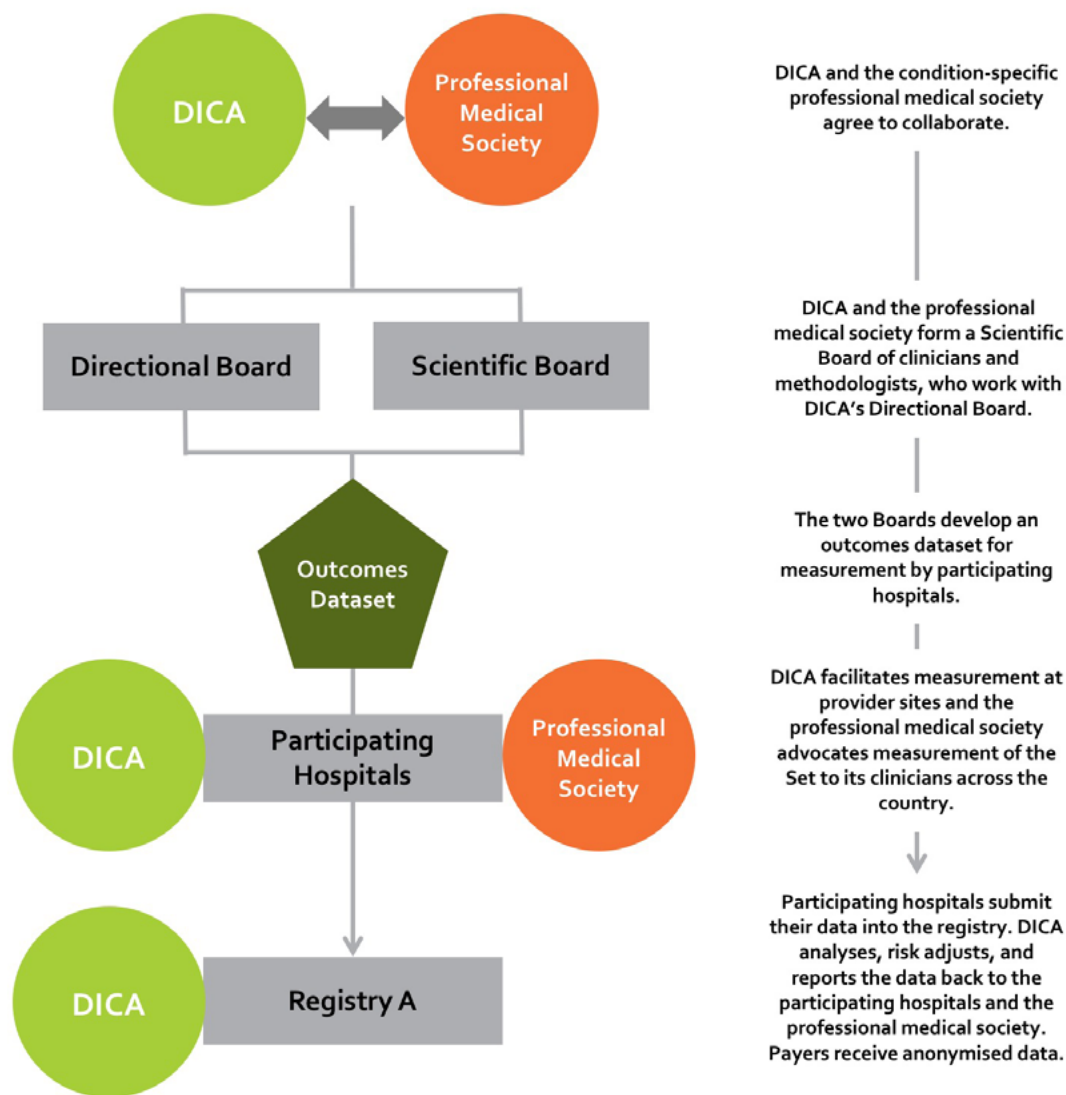 DICA
Professional
Medical
Society
DICA and the condition-specific
professional medical society
agree to collaborate.
Directional Board
Scientific Board
DICA and the professional
medical society form a Scientific
Board of clinicians and
methodologists, who work with
DICA's Directional Board.
Outcomes
Dataset
The two Boards develop an
outcomes dataset for
measurement by participating
hospitals.
DICA
Participating
Hospitals
Professional
Medical
Society
DICA facilitates measurement at
provider sites and the
professional medical society
advocates measurement of the
Set to its clinicians across the
country.
DICA
Registry A
Participating hospitals submit
their data into the registry. DICA
analyses, risk adjusts, and
reports the data back to the
participating hospitals and the
professional medical society.
Payers receive anonymised data.